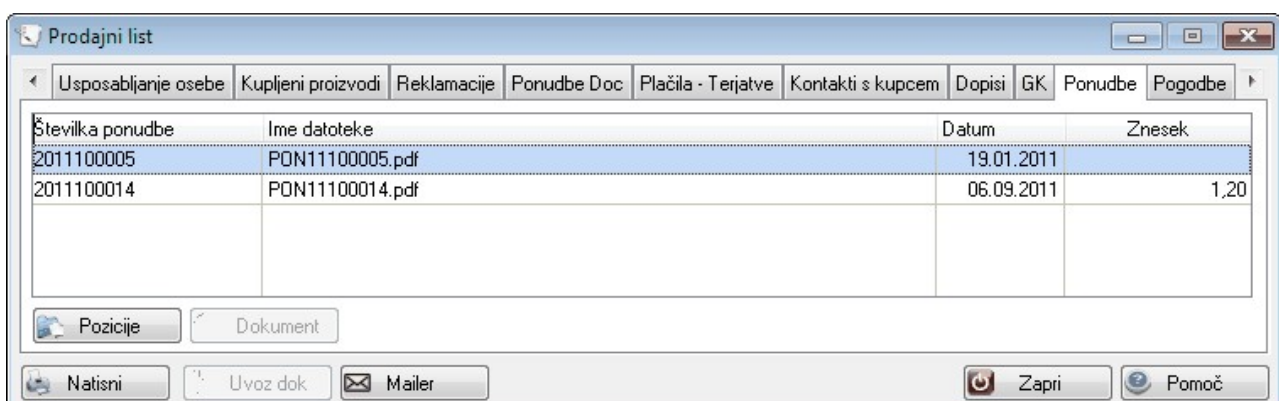 Prodajni list
Usposabljanje osebe Kupljeni proizvodi Reklamacije Ponudbe Doc Plačila - Terjatve Kontakti s kupcem Dopisi GK Ponudbe Pogodbe
Številka ponudbe Ime datoteke Datum Znesek
2011100005 PON11100005.pdf 19.01.2011
2011100014 PON11100014.pdf 06.09.2011 1,20
Pozicije Dokument
Natisni Uvoz dok Mailer Zapri Pomoč